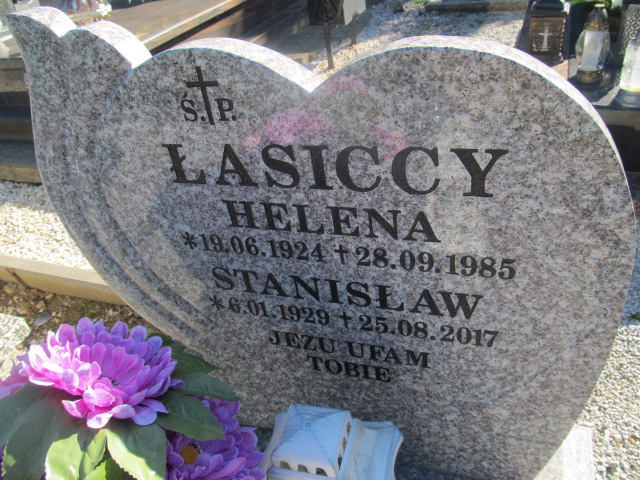 Ś.†P.
ŁASICCY
HELENA
*19.06.1924 †28.09.1985
STANISŁAW
*6.01.1929 †25.08.2017
JEZU UFAM
TOBIE